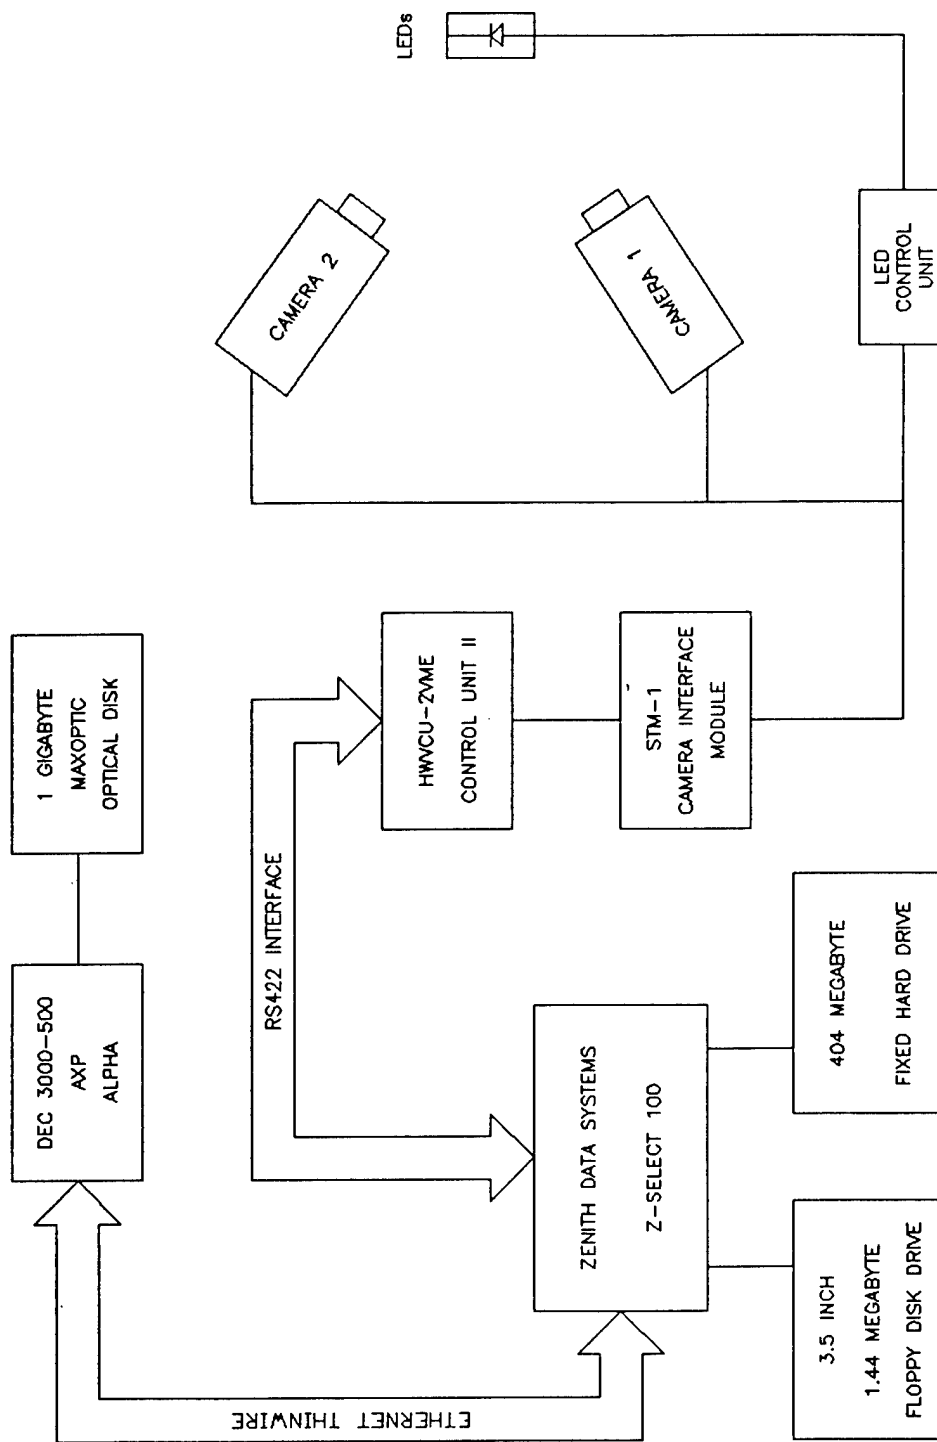 DEC 3000-500
AXP
ALPHA
1 GIGABYTE
MAXOPTIC
OPTICAL DISK
ETHERNET THINWIRE
RS422 INTERFACE
ZENITH DATA SYSTEMS
Z-SELECT 100
3.5 INCH
1.44 MEGABYTE
FLOPPY DISK DRIVE
404 MEGABYTE
FIXED HARD DRIVE
HWVCU-2VME
CONTROL UNIT II
STM-1
CAMERA INTERFACE
MODULE
CAMERA 2
CAMERA 1
LEDs
LED
CONTROL
UNIT